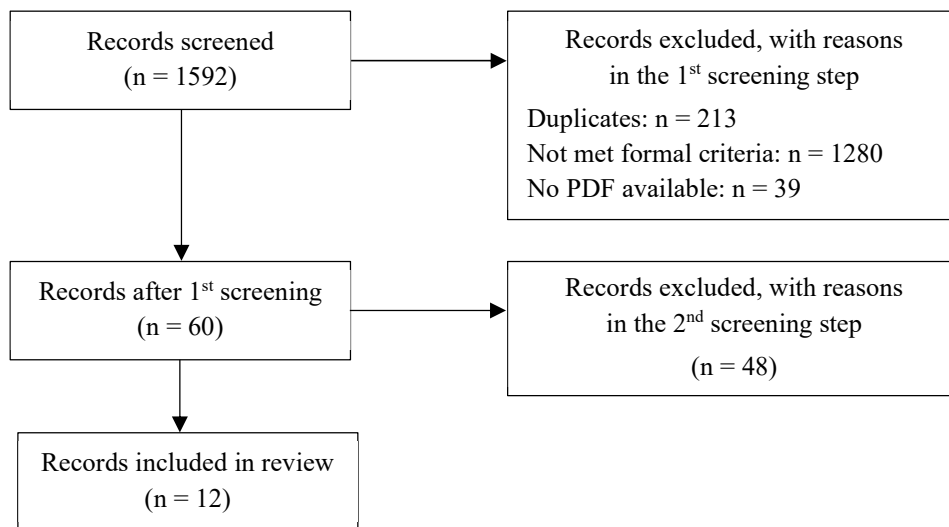 Records screened
(n = 1592)
Records excluded, with reasons
in the 1st screening step
Duplicates: n = 213
Not met formal criteria: n = 1280
No PDF available: n = 39
Records after 1st screening
(n = 60)
Records excluded, with reasons
in the 2nd screening step
(n = 48)
Records included in review
(n = 12)